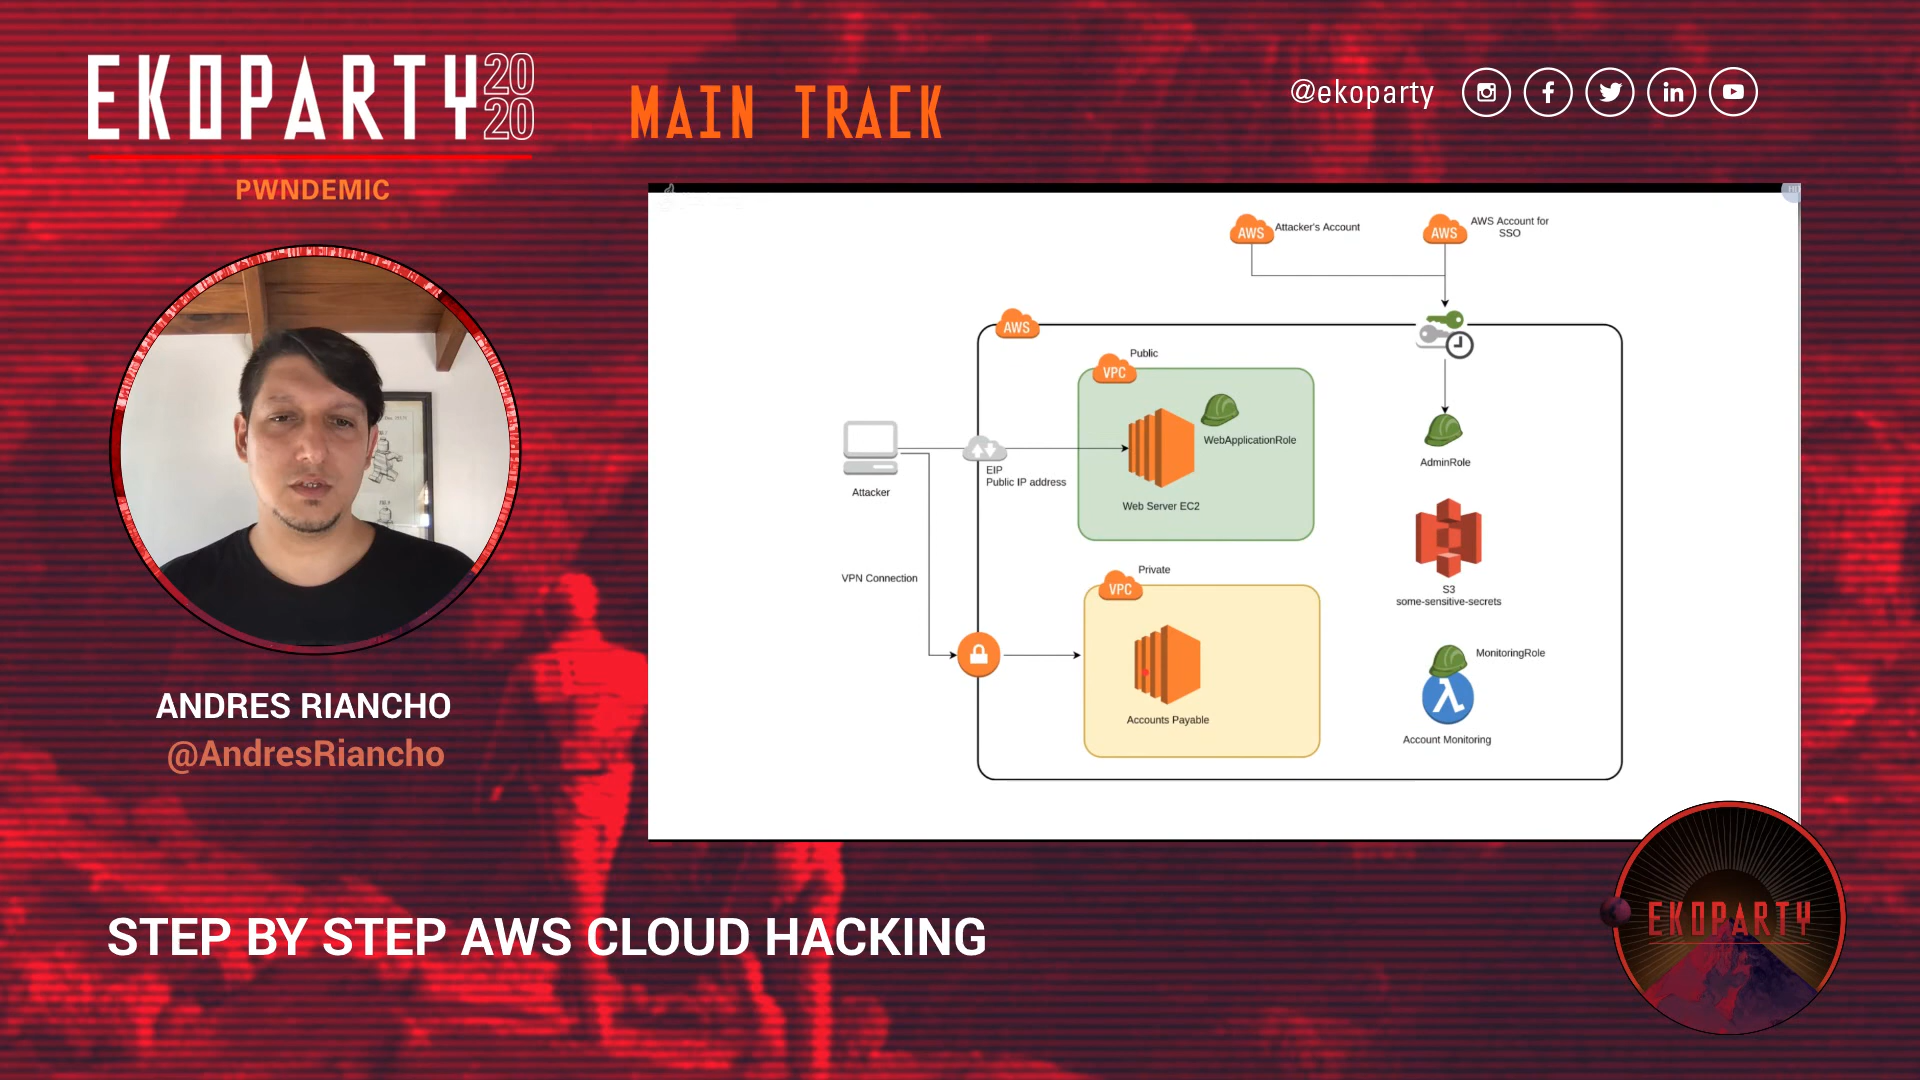 EKOPARTY
20
20
PWNDEMIC
MAIN TRACK
@ekoparty
AWS
Attacker's Account
AWS
AWS Account for
SSO
AWS
Public
VPC
WebApplicationRole
EIP
Public IP address
Web Server EC2
Attacker
AdminRole
VPN Connection
Private
VPC
S3
some-sensitive-secrets
MonitoringRole
Accounts Payable
Account Monitoring
ANDRES RIANCHO
@AndresRiancho
STEP BY STEP AWS CLOUD HACKING
EKOPARTY